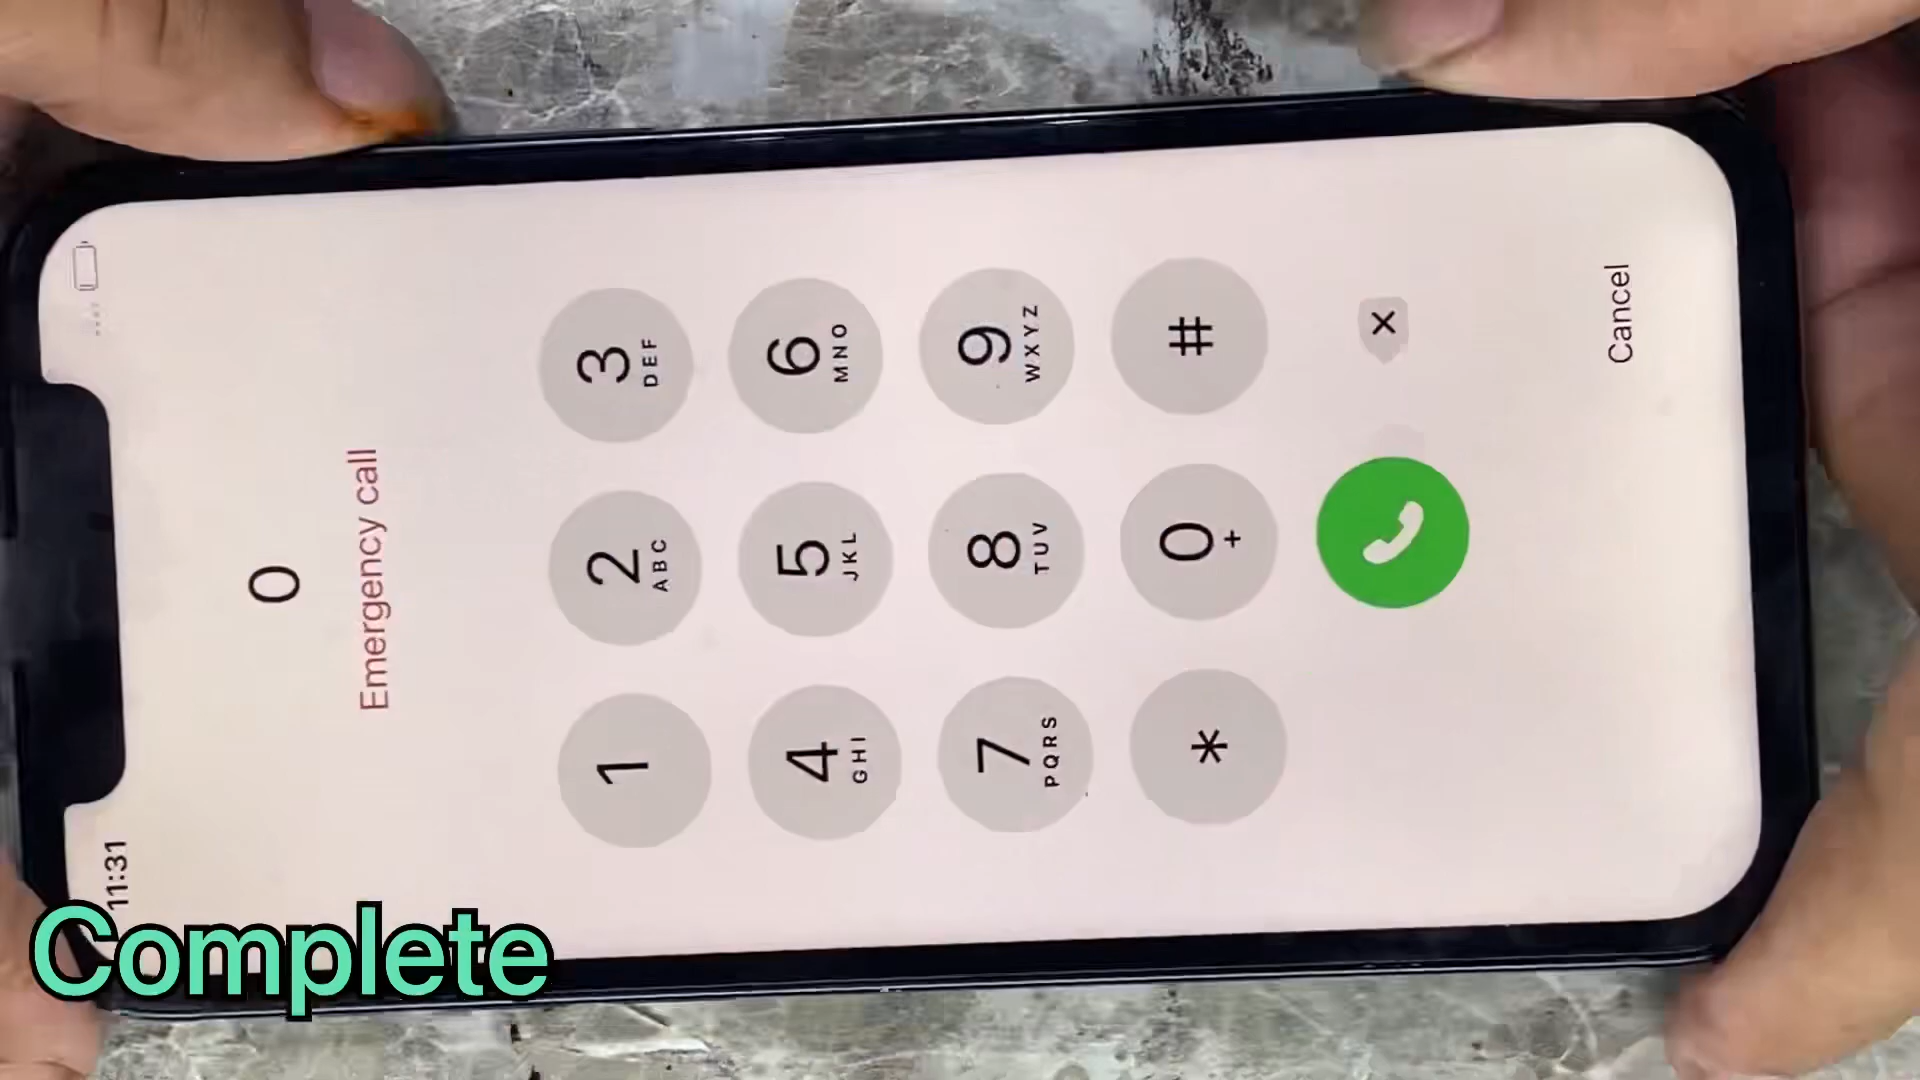 11:31
0
Emergency call
1
2
ABC
3
DEF
4
GHI
5
JKL
6
MNO
7
PQRS
8
TUV
9
WXYZ
*
0
+
#
×
Cancel
Complete